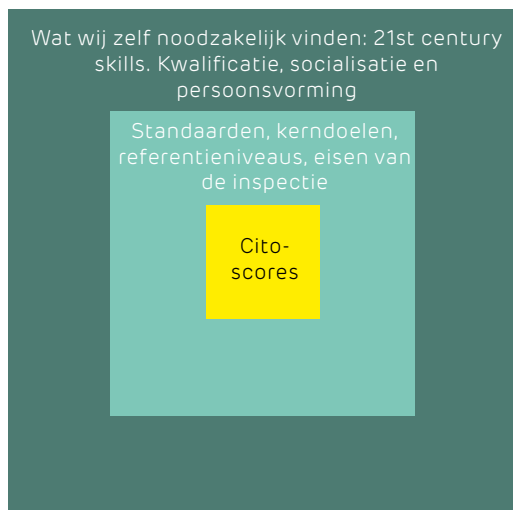 Wat wij zelf noodzakelijk vinden: 21st century
skills. Kwalificatie, socialisatie en
persoonsvorming
Standaarden, kerndoelen,
referentieniveaus, eisen van
de inspectie
Cito-
scores